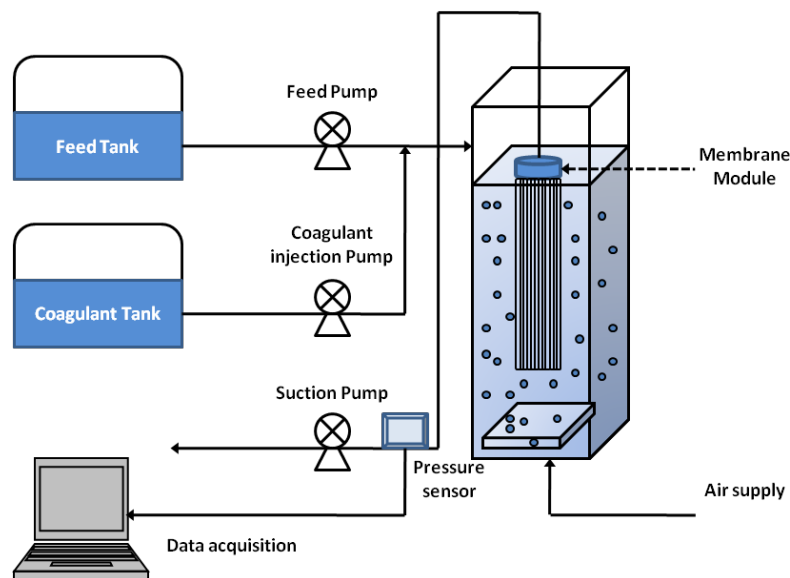 Feed Pump
Feed Tank
Membrane
Module
Coagulant
injection Pump
Coagulant Tank
Suction Pump
Pressure
sensor
Air supply
Data acquisition